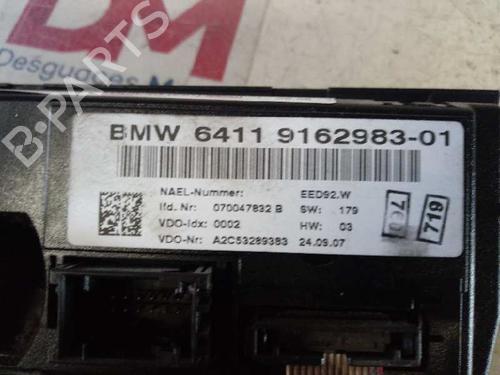 DM
Desguaces M
B-PARTS
BMW 6411 9162983-01
NAEL-Nummer: EED92.W
lfd. Nr: 070047832 B SW: 179
VDO-Idx: 0002 HW: 03
VDO-Nr: A2C53289383 24.09.07
719